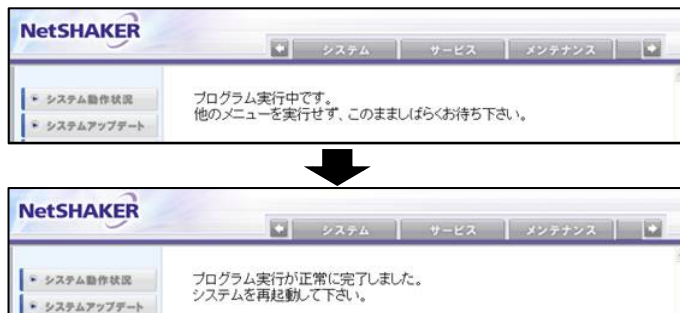 NetSHAKER
システム
サービス
メンテナンス
システム動作状況
システムアップデート
プログラム実行中です。
他のメニューを実行せず、このまましばらくお待ち下さい。
NetSHAKER
システム
サービス
メンテナンス
システム動作状況
システムアップデート
プログラム実行が正常に完了しました。
システムを再起動して下さい。